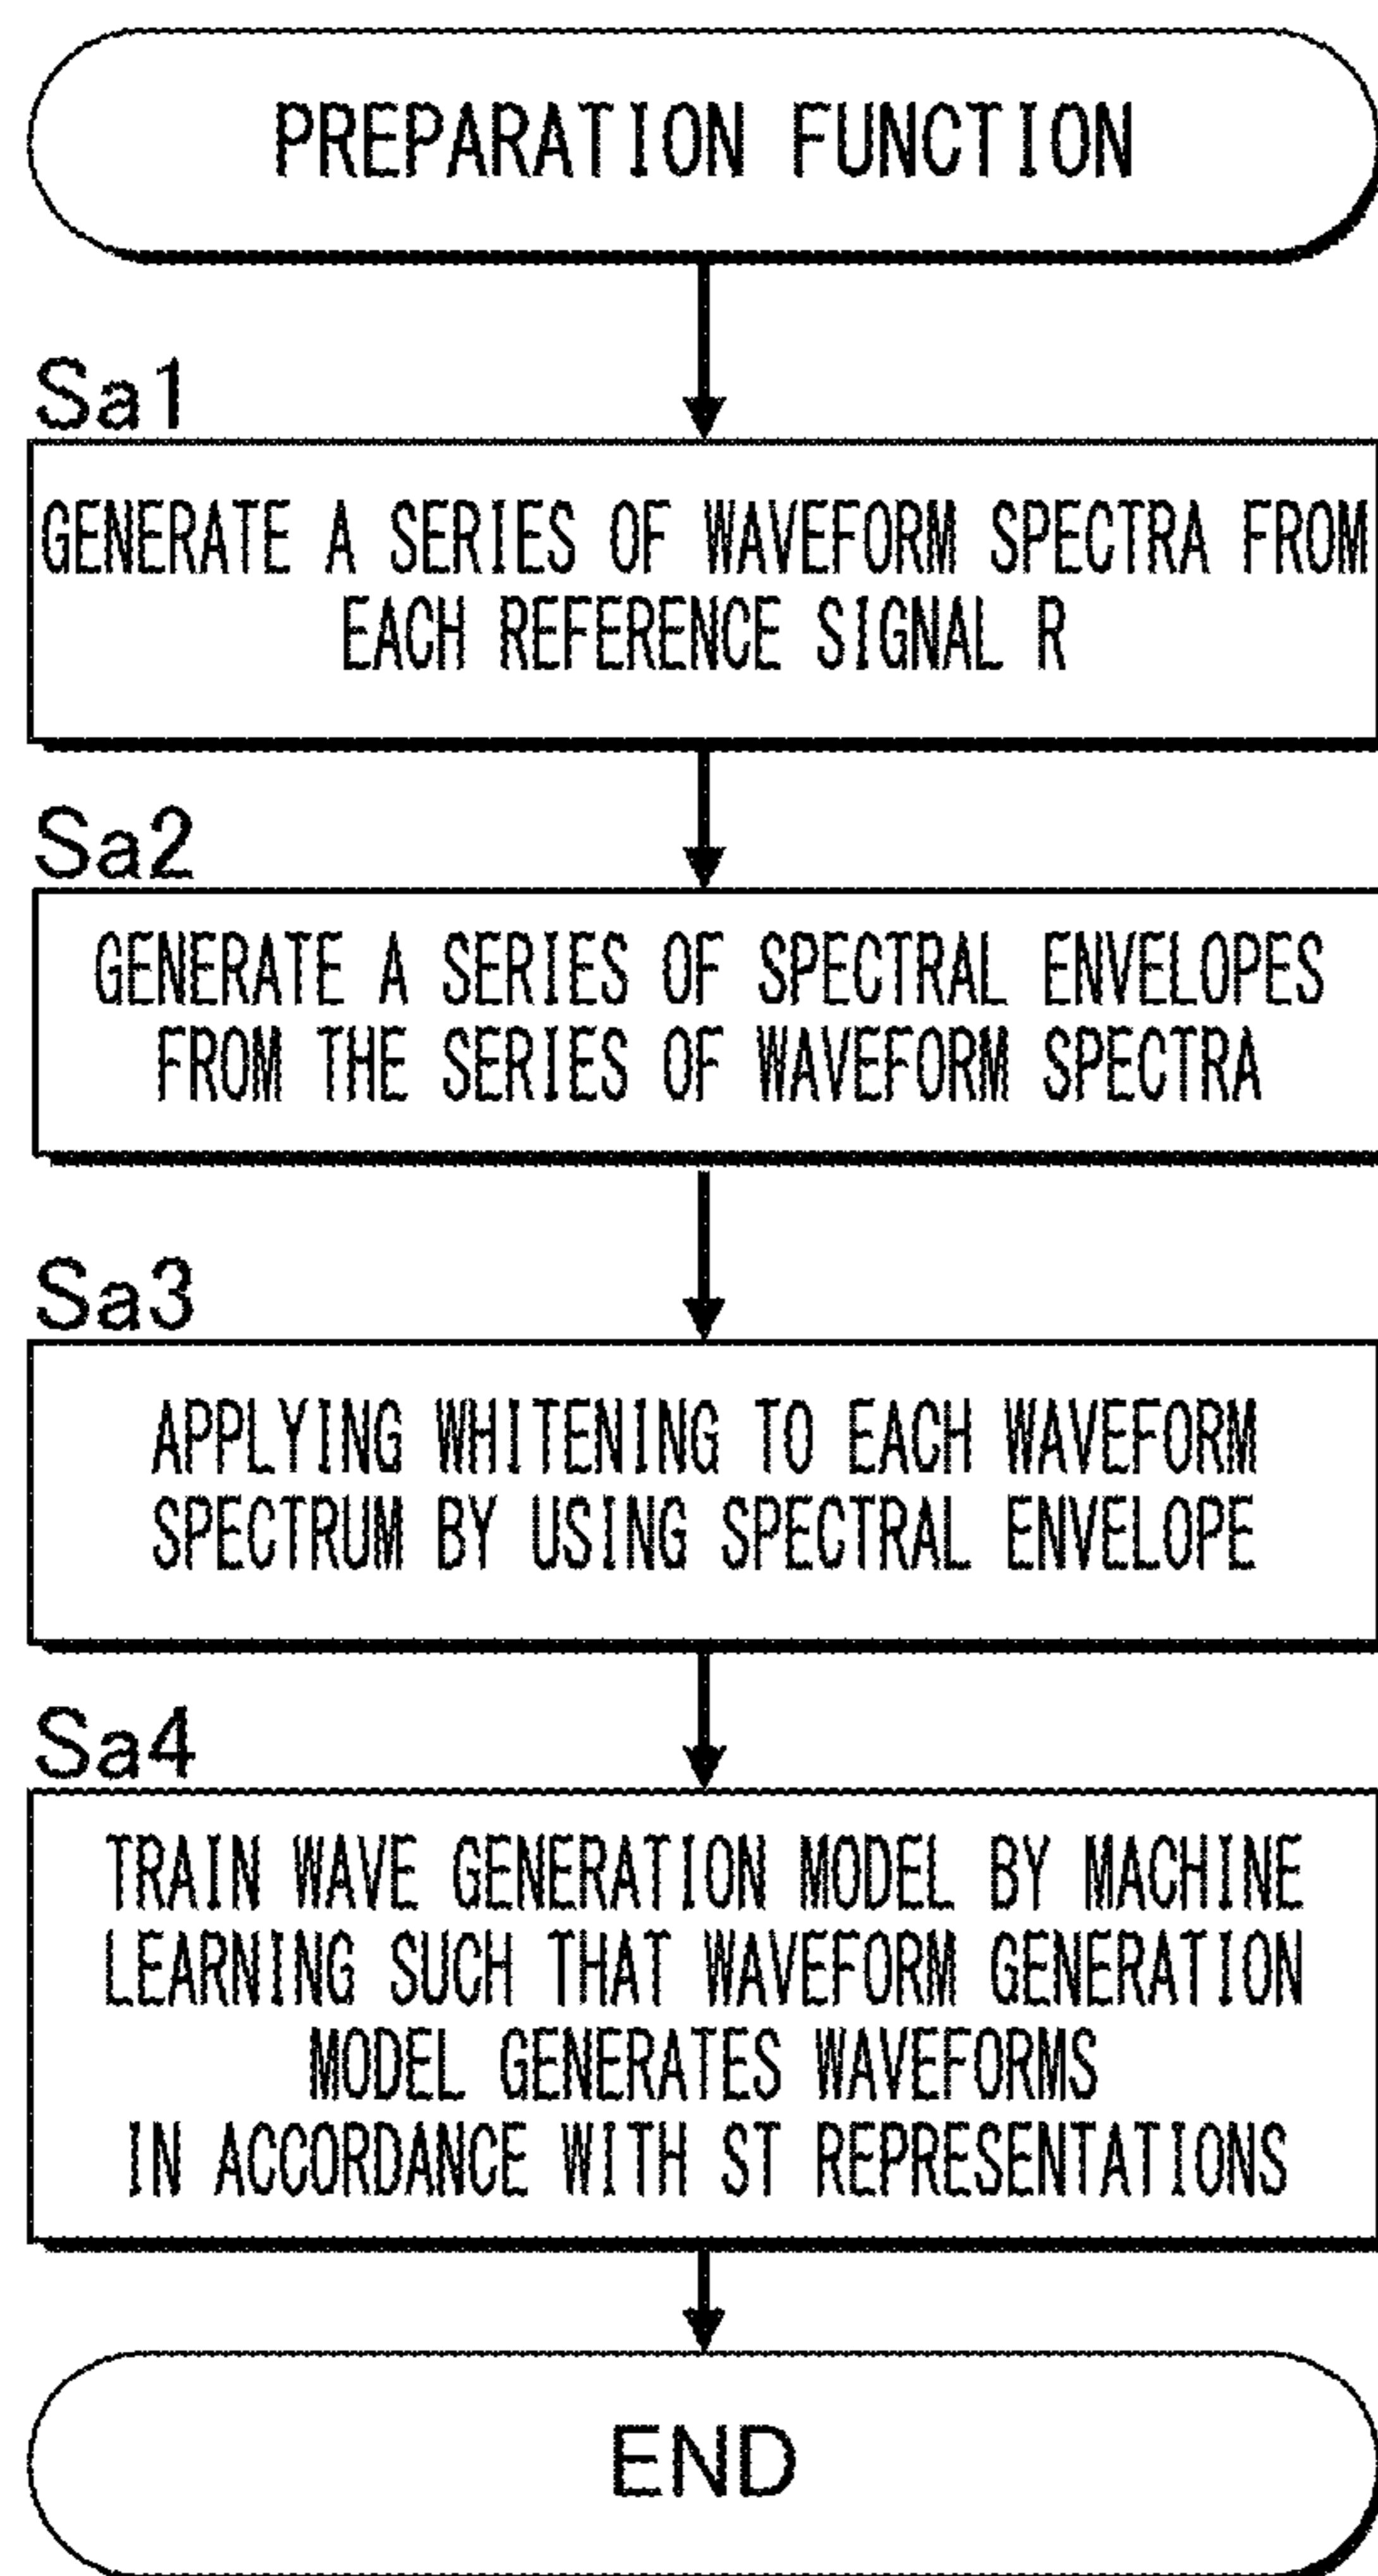 PREPARATION FUNCTION
Sa1
GENERATE A SERIES OF WAVEFORM SPECTRA FROM
EACH REFERENCE SIGNAL R
Sa2
GENERATE A SERIES OF SPECTRAL ENVELOPES
FROM THE SERIES OF WAVEFORM SPECTRA
Sa3
APPLYING WHITENING TO EACH WAVEFORM
SPECTRUM BY USING SPECTRAL ENVELOPE
Sa4
TRAIN WAVE GENERATION MODEL BY MACHINE
LEARNING SUCH THAT WAVEFORM GENERATION
MODEL GENERATES WAVEFORMS
IN ACCORDANCE WITH ST REPRESENTATIONS
END